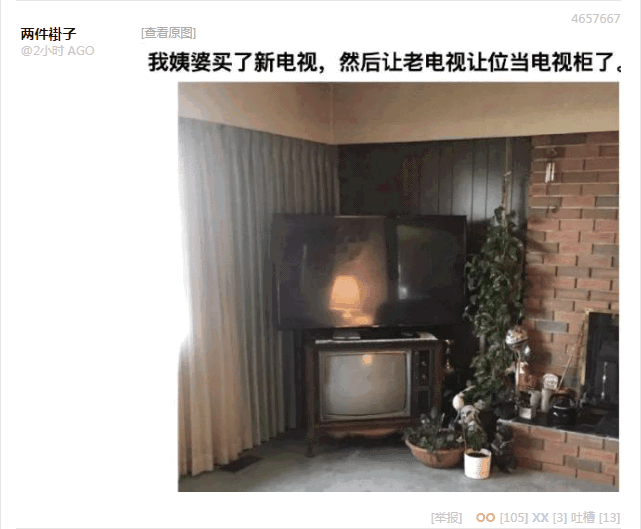 4657667
两件褂子
[查看原图]
@2小时 AGO
我姨婆买了新电视，然后让老电视让位当电视柜了。
[举报] OO [105] XX [3] 吐槽 [13]